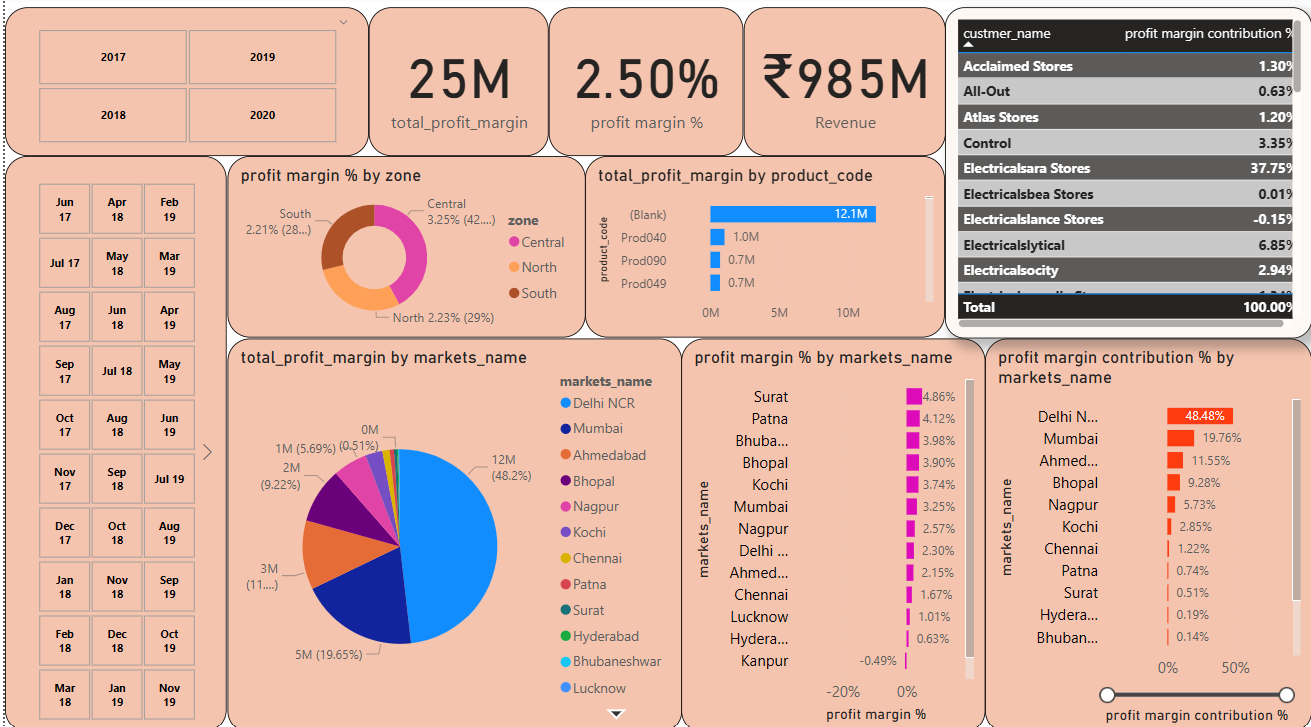 2017
2019
2018
2020
25M
total_profit_margin
2.50%
profit margin %
₹985M
Revenue
custmer_name profit margin contribution %
Acclaimed Stores 1.30%
All-Out 0.63%
Atlas Stores 1.20%
Control 3.35%
Electricalsara Stores 37.75%
Electricalsbea Stores 0.01%
Electricalslance Stores -0.15%
Electricalslytical 6.85%
Electricalsocity 2.94%
Total 100.00%
Jun 17
Apr 18
Feb 19
Jul 17
May 18
Mar 19
Aug 17
Jun 18
Apr 19
Sep 17
Jul 18
May 19
Oct 17
Aug 18
Jun 19
Nov 17
Sep 18
Jul 19
Dec 17
Oct 18
Aug 19
Jan 18
Nov 18
Sep 19
Feb 18
Dec 18
Oct 19
Mar 18
Jan 19
Nov 19
profit margin % by zone
South
2.21% (28...)
Central
3.25% (42....)
North 2.23% (29%)
zone
Central
North
South
total_profit_margin by product_code
product_code
(Blank) 12.1M
Prod040 1.0M
Prod090 0.7M
Prod049 0.7M
0M 5M 10M
total_profit_margin by markets_name
0M
(0.51%)
1M (5.69%)
2M
(9.22%)
3M
(11....)
5M (19.65%)
12M
(48.2%)
markets_name
Delhi NCR
Mumbai
Ahmedabad
Bhopal
Nagpur
Kochi
Chennai
Patna
Surat
Hyderabad
Bhubaneshwar
Lucknow
profit margin % by markets_name
markets_name
Surat 4.86%
Patna 4.12%
Bhuba... 3.98%
Bhopal 3.90%
Kochi 3.74%
Mumbai 3.25%
Nagpur 2.57%
Delhi ... 2.30%
Ahmed... 2.15%
Chennai 1.67%
Lucknow 1.01%
Hydera... 0.63%
Kanpur -0.49%
-20% 0%
profit margin %
profit margin contribution % by
markets_name
markets_name
Delhi N... 48.48%
Mumbai 19.76%
Ahmed... 11.55%
Bhopal 9.28%
Nagpur 5.73%
Kochi 2.85%
Chennai 1.22%
Patna 0.74%
Surat 0.51%
Hydera... 0.19%
Bhuban... 0.14%
0% 50%
profit margin contribution %